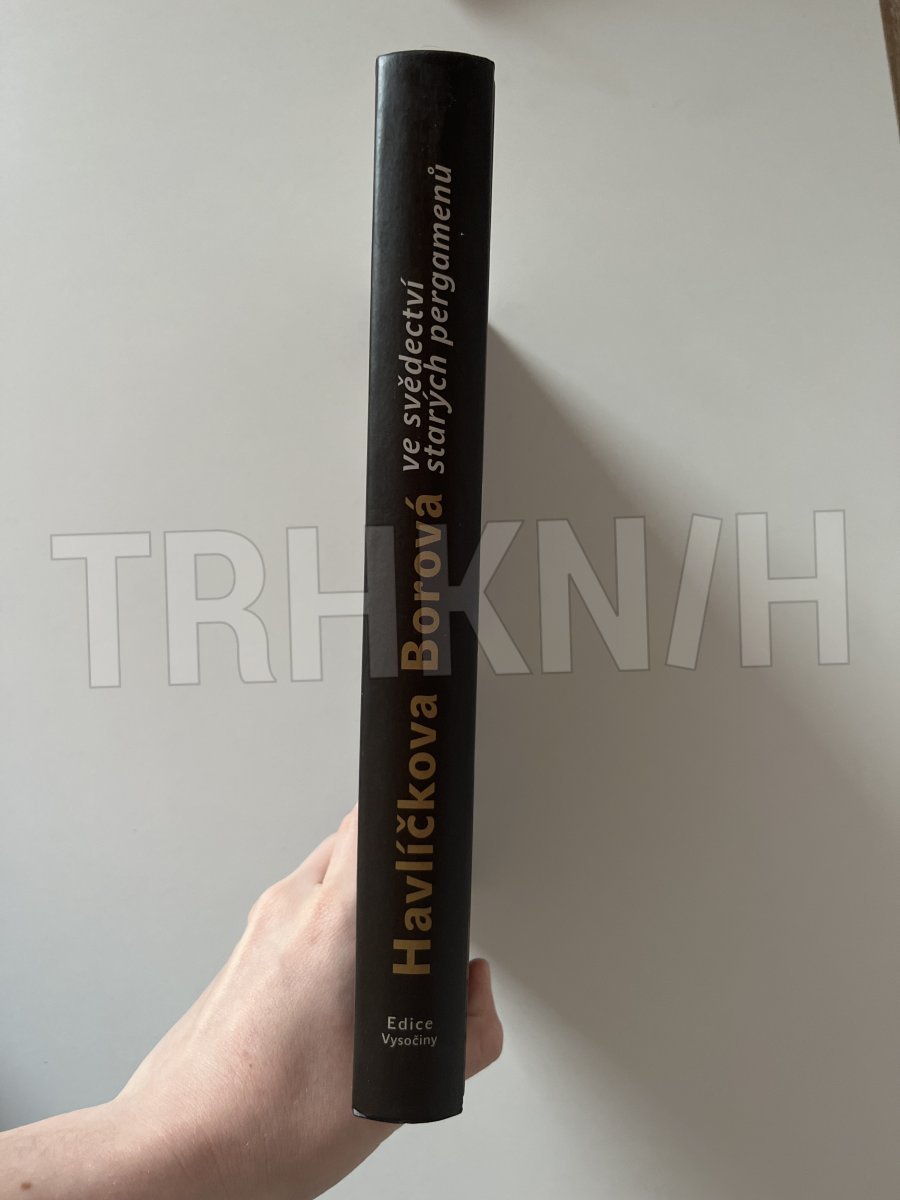 Havlíčkova Borová
ve svědectví
starých pergamenů
Edice
Vysočiny
TRHKNIH